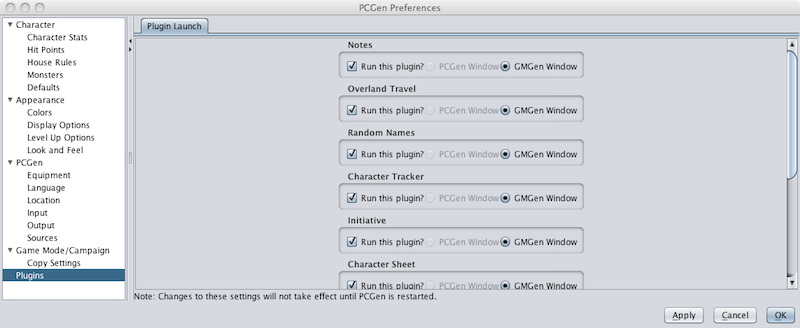 PCGen Preferences
Character
Character Stats
Hit Points
House Rules
Monsters
Defaults
Appearance
Colors
Display Options
Level Up Options
Look and Feel
PCGen
Equipment
Language
Location
Input
Output
Sources
Game Mode/Campaign
Copy Settings
Plugins
Plugin Launch
Notes
Run this plugin? PCGen Window GMGen Window
Overland Travel
Run this plugin? PCGen Window GMGen Window
Random Names
Run this plugin? PCGen Window GMGen Window
Character Tracker
Run this plugin? PCGen Window GMGen Window
Initiative
Run this plugin? PCGen Window GMGen Window
Character Sheet
Run this plugin? PCGen Window GMGen Window
Note: Changes to these settings will not take effect until PCGen is restarted.
Apply Cancel OK